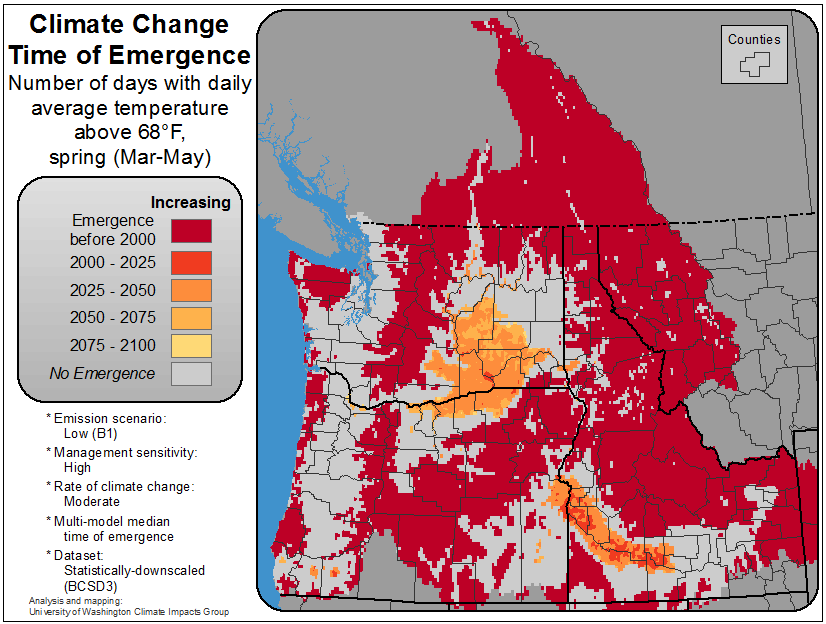 Climate Change
Time of Emergence
Number of days with daily
average temperature
above 68°F,
spring (Mar-May)
Increasing
Emergence
before 2000
2000 - 2025
2025 - 2050
2050 - 2075
2075 - 2100
No Emergence
* Emission scenario:
Low (B1)
* Management sensitivity:
High
* Rate of climate change:
Moderate
* Multi-model median
time of emergence
* Dataset:
Statistically-downscaled
(BCSD3)
Analysis and mapping:
University of Washington Climate Impacts Group
Counties